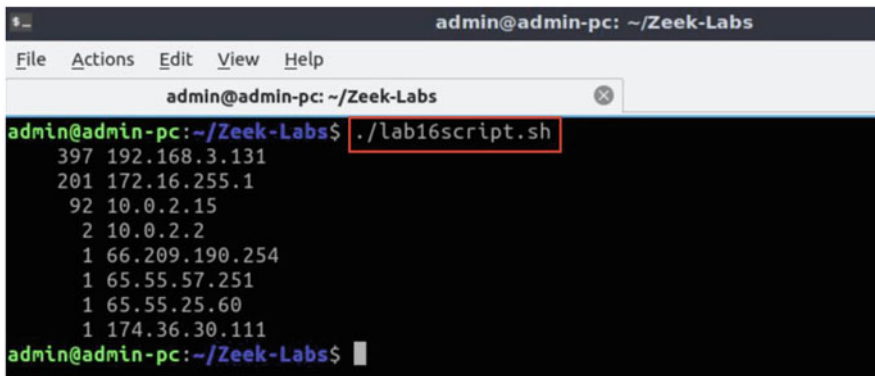 $_
admin@admin-pc: ~/Zeek-Labs
File Actions Edit View Help
admin@admin-pc: ~/Zeek-Labs
admin@admin-pc:~/Zeek-Labs$ ./lab16script.sh
397 192.168.3.131
201 172.16.255.1
92 10.0.2.15
2 10.0.2.2
1 66.209.190.254
1 65.55.57.251
1 65.55.25.60
1 174.36.30.111
admin@admin-pc:~/Zeek-Labs$